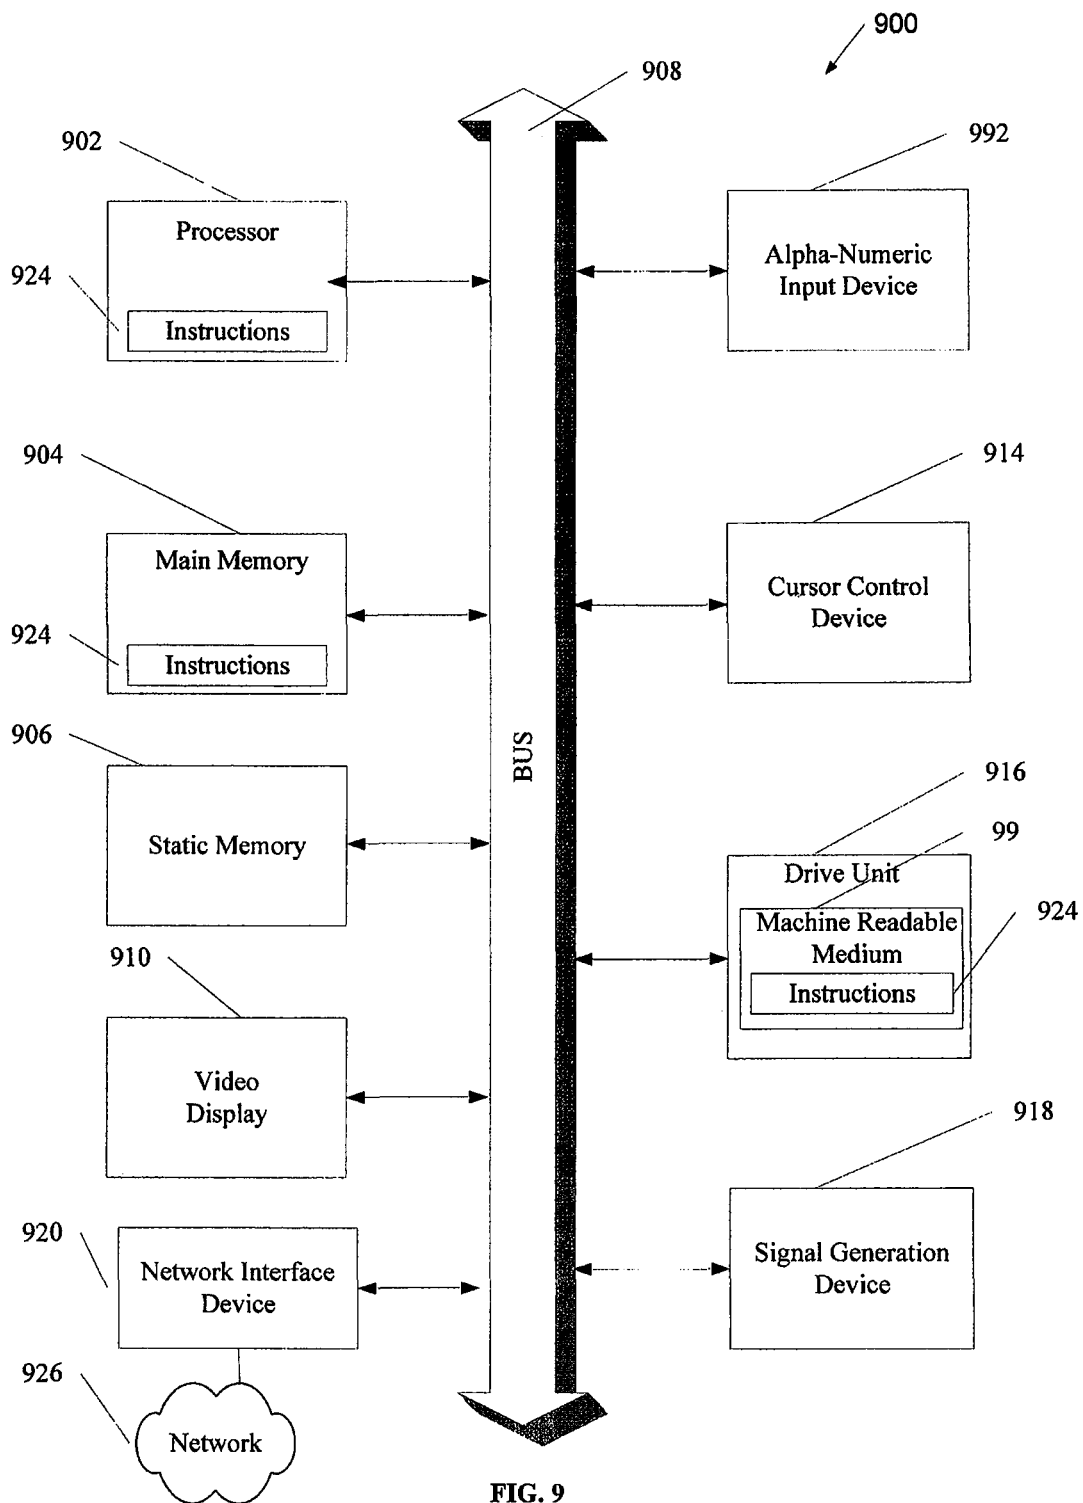 900
908
902
992
Processor
Alpha-Numeric
Input Device
924
Instructions
904
914
Main Memory
Cursor Control
Device
924
Instructions
906
BUS
916
Static Memory
99
Drive Unit
Machine Readable
Medium
924
Instructions
910
Video
Display
918
920
Network Interface
Device
Signal Generation
Device
926
Network
FIG. 9